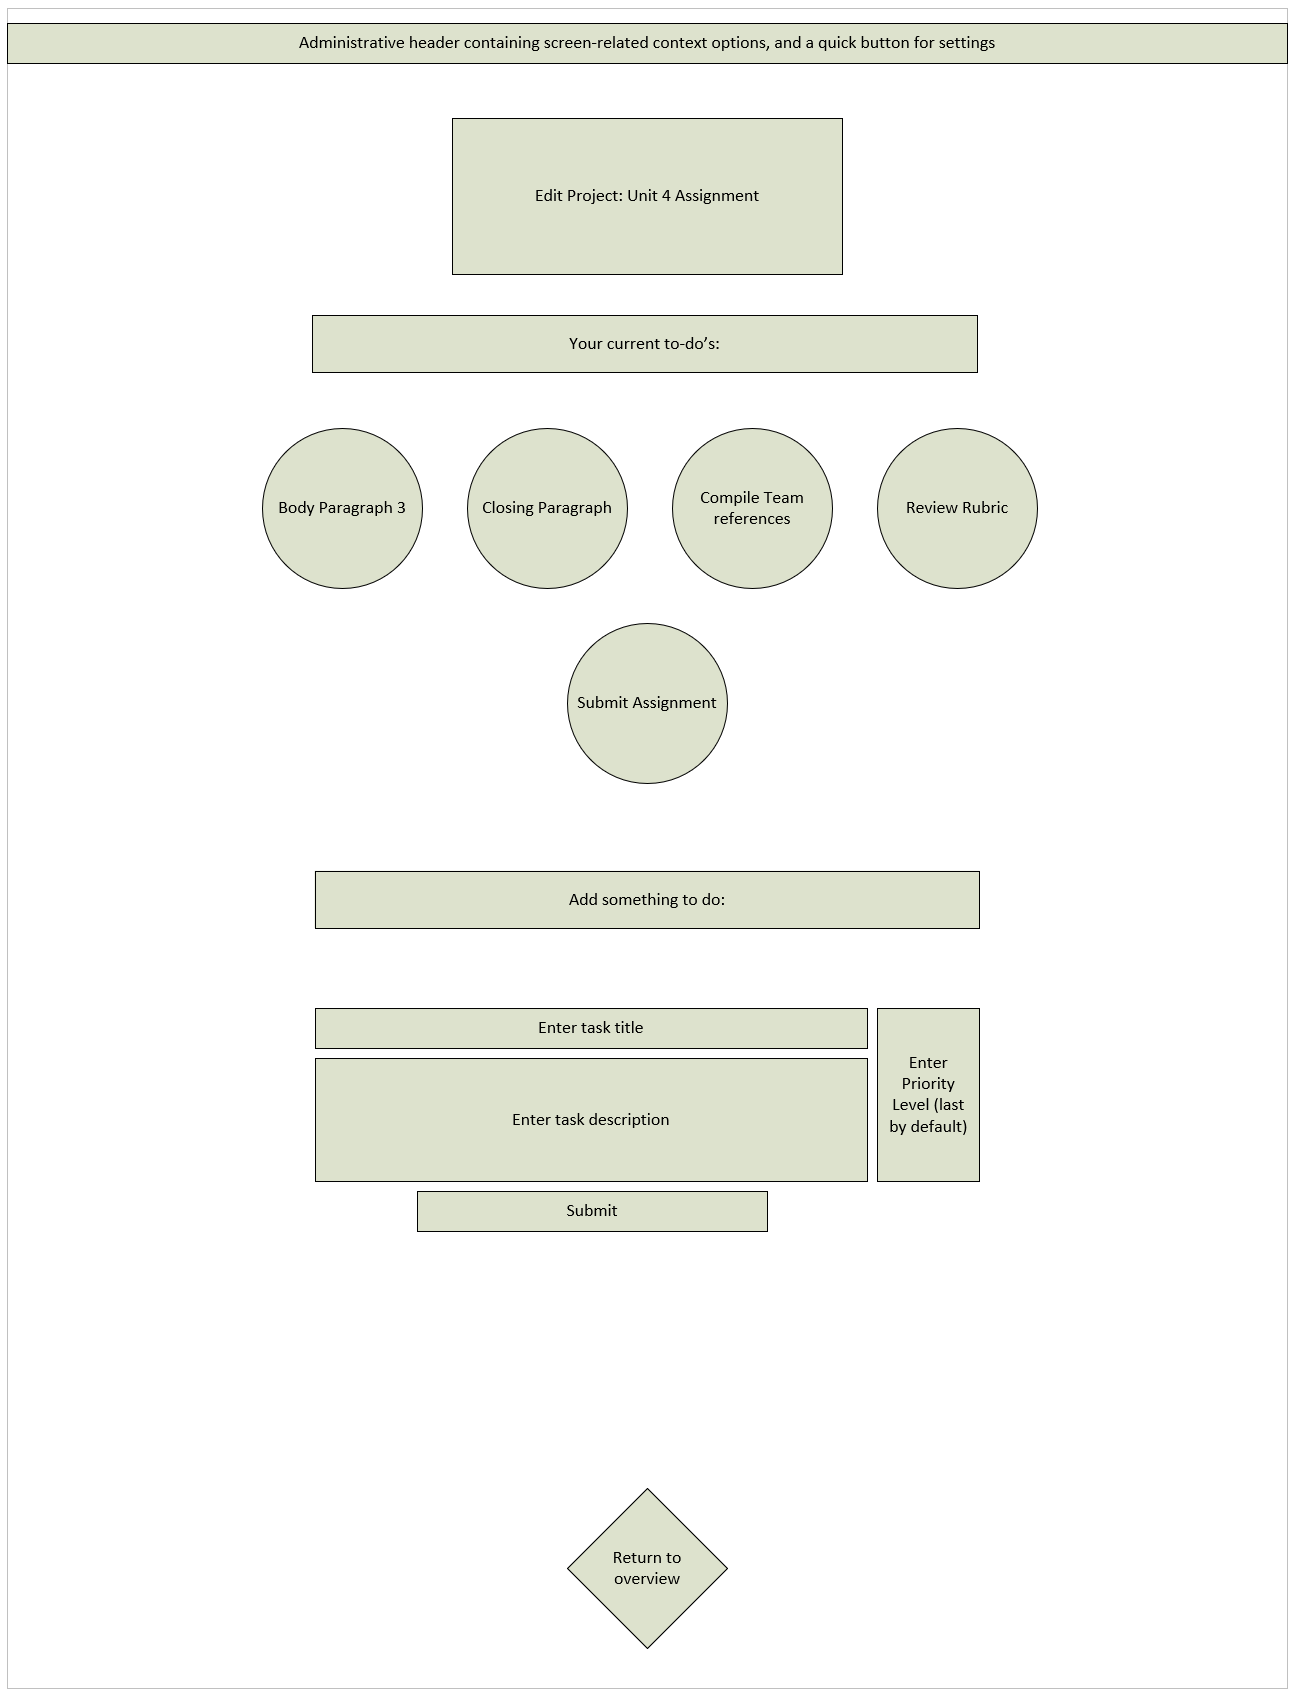 Administrative header containing screen-related context options, and a quick button for settings
Edit Project: Unit 4 Assignment
Your current to-do’s:
Body Paragraph 3
Closing Paragraph
Compile Team
references
Review Rubric
Submit Assignment
Add something to do:
Enter task title
Enter task description
Enter
Priority
Level (last
by default)
Submit
Return to
overview